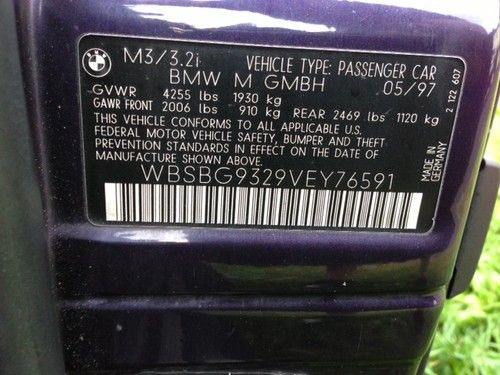 BMW
M3/3.2i VEHICLE TYPE: PASSENGER CAR
BMW M GMBH 05/97
GVWR 4255 lbs 1930 kg
GAWR FRONT 2006 lbs 910 kg REAR 2469 lbs 1120 kg
THIS VEHICLE CONFORMS TO ALL APPLICABLE U.S.
FEDERAL MOTOR VEHICLE SAFETY, BUMPER AND THEFT
PREVENTION STANDARDS IN EFFECT ON THE DATE OF
MANUFACTURE SHOWN ABOVE.
WBSBG9329VEY76591
2 122 607
MADE IN GERMANY